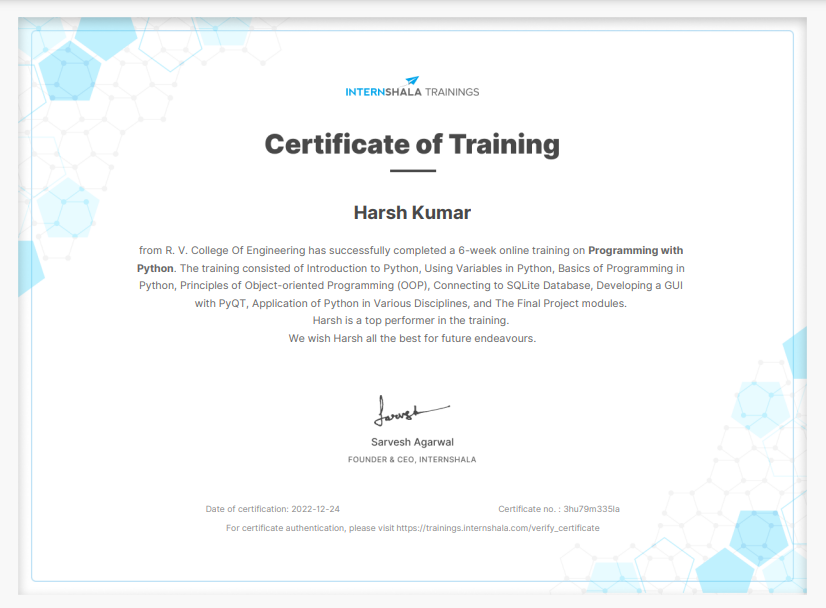 INTERNSHALA TRAININGS
Certificate of Training
Harsh Kumar
from R. V. College Of Engineering has successfully completed a 6-week online training on Programming with
Python. The training consisted of Introduction to Python, Using Variables in Python, Basics of Programming in
Python, Principles of Object-oriented Programming (OOP), Connecting to SQLite Database, Developing a GUI
with PyQT, Application of Python in Various Disciplines, and The Final Project modules.
Harsh is a top performer in the training.
We wish Harsh all the best for future endeavours.
Sarvesh
Sarvesh Agarwal
FOUNDER & CEO, INTERNSHALA
Date of certification: 2022-12-24
Certificate no. : 3hu79m335la
For certificate authentication, please visit https://trainings.internshala.com/verify_certificate